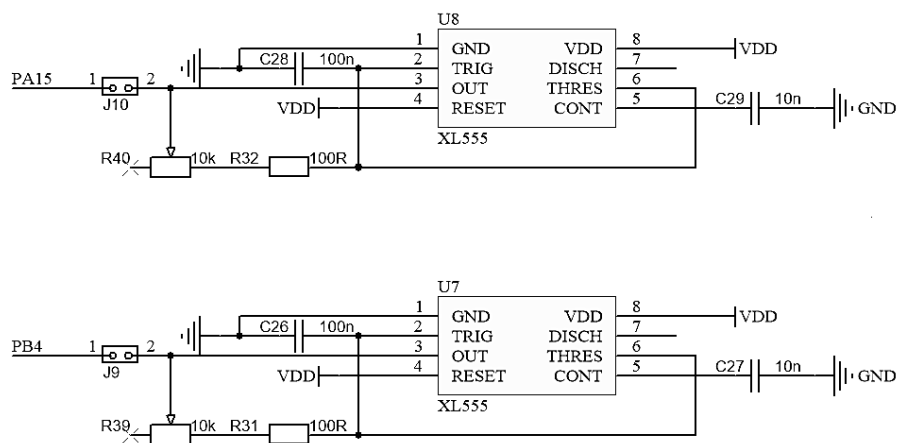 U8
1 GND VDD 8 VDD
C28 100n 2 TRIG DISCH 7
PA15 1 2 3 OUT THRES 6
J10 VDD 4 RESET CONT 5 C29 10n GND
XL555
R40 10k R32 100R
U7
1 GND VDD 8 VDD
C26 100n 2 TRIG DISCH 7
PB4 1 2 3 OUT THRES 6
J9 VDD 4 RESET CONT 5 C27 10n GND
XL555
R39 10k R31 100R